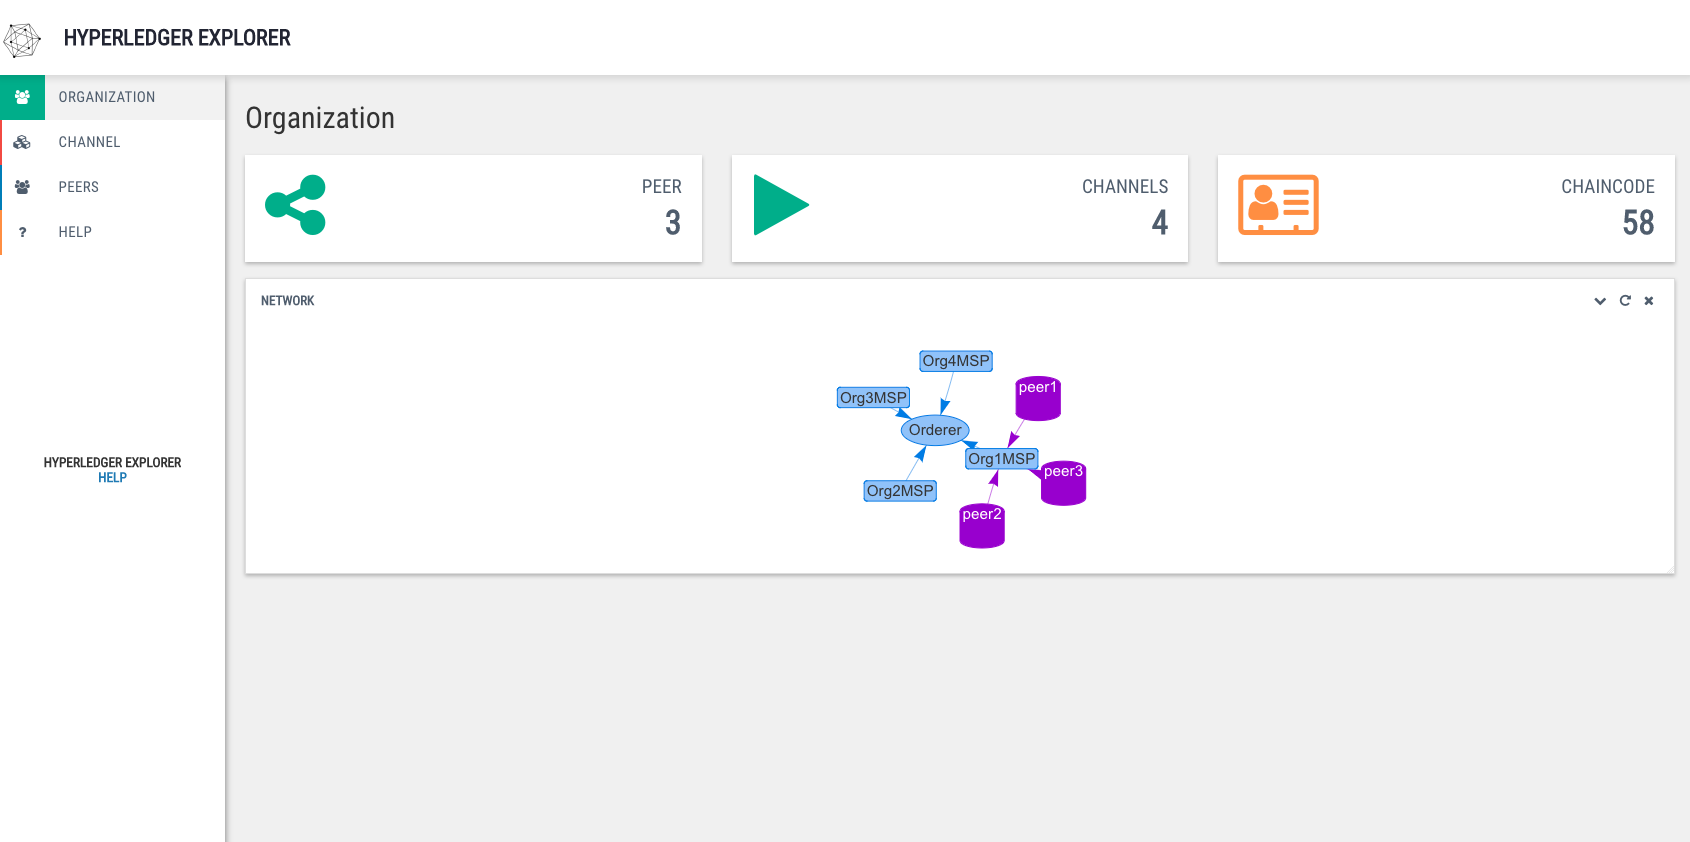 HYPERLEDGER EXPLORER
ORGANIZATION
CHANNEL
PEERS
? HELP
HYPERLEDGER EXPLORER
HELP
Organization
PEER
3
CHANNELS
4
CHAINCODE
58
NETWORK
Org4MSP
peer1
Org3MSP
Orderer
Org1MSP
peer3
Org2MSP
peer2